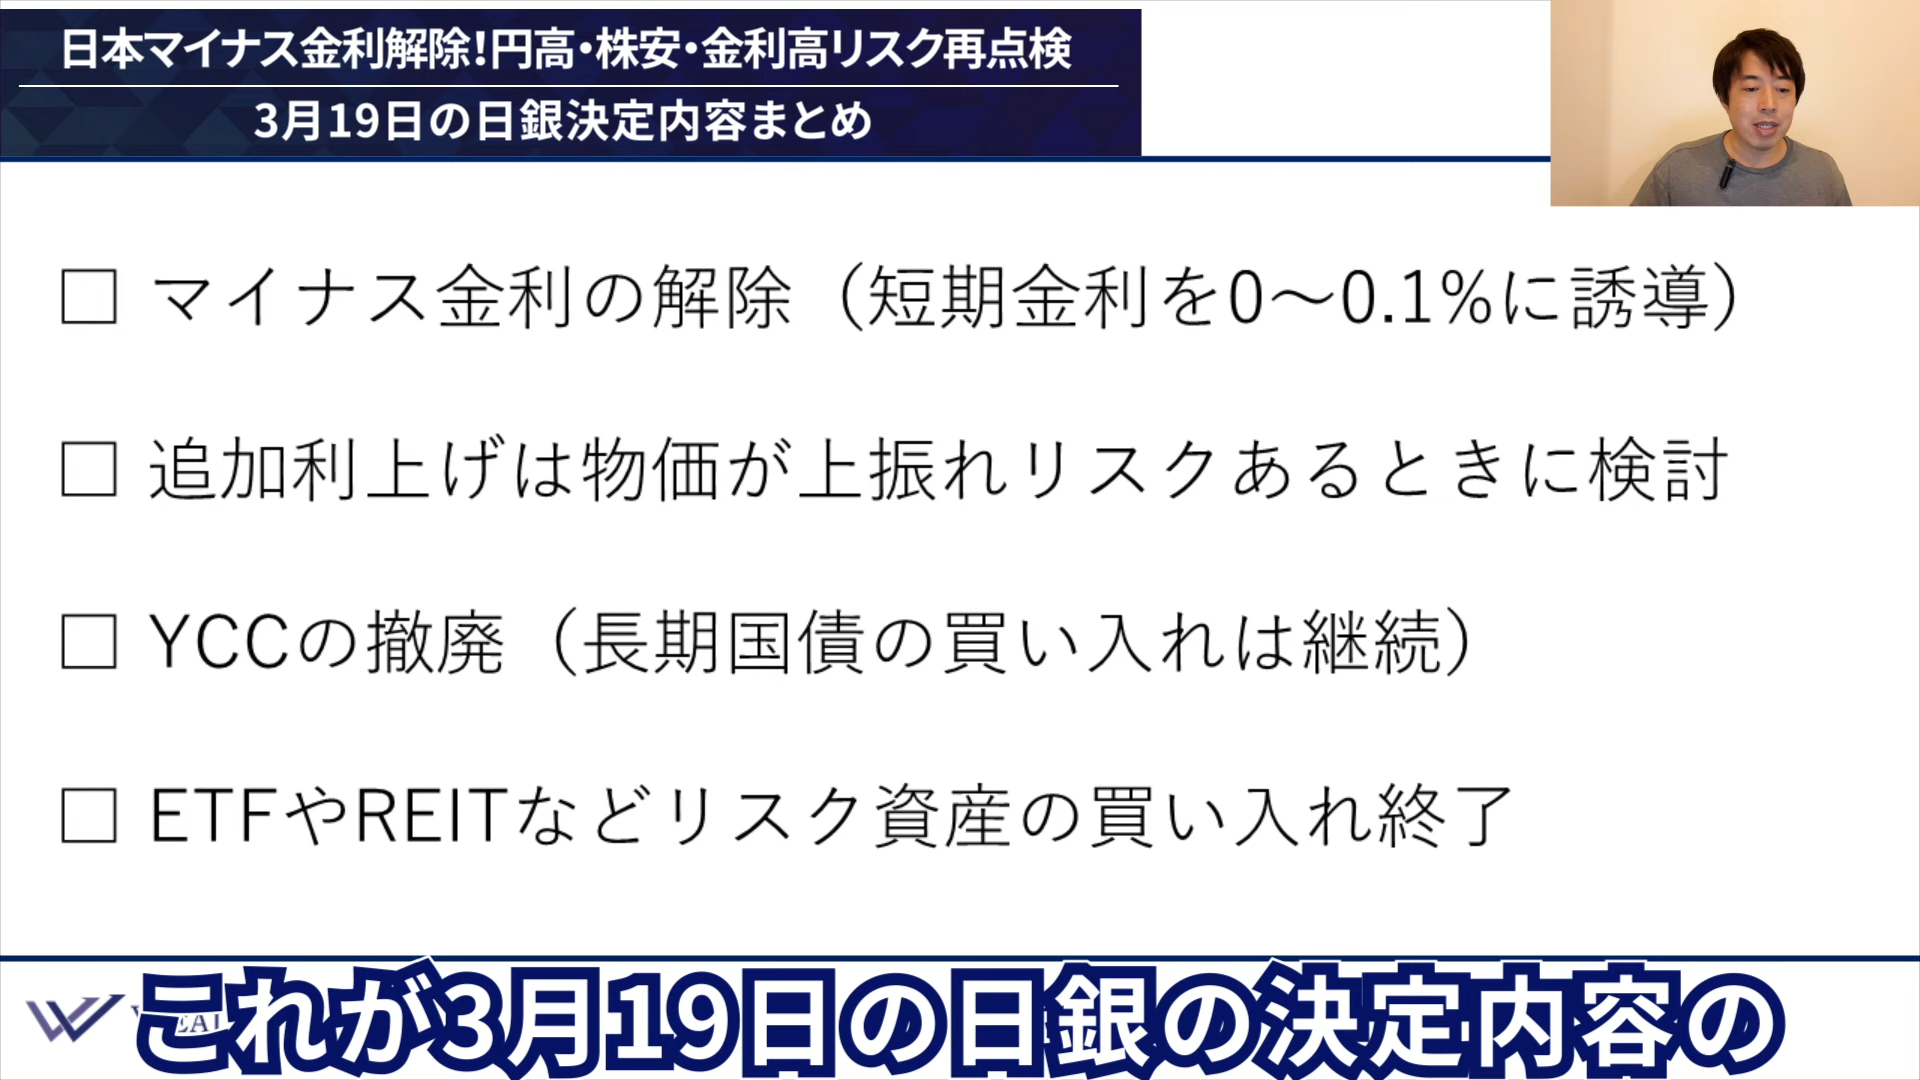 日本マイナス金利解除!円高・株安・金利高リスク再点検
3月19日の日銀決定内容まとめ
□ マイナス金利の解除（短期金利を0～0.1%に誘導）
□ 追加利上げは物価が上振れリスクあるときに検討
□ YCCの撤廃（長期国債の買い入れは継続）
□ ETFやREITなどリスク資産の買い入れ終了
これが3月19日の日銀の決定内容の